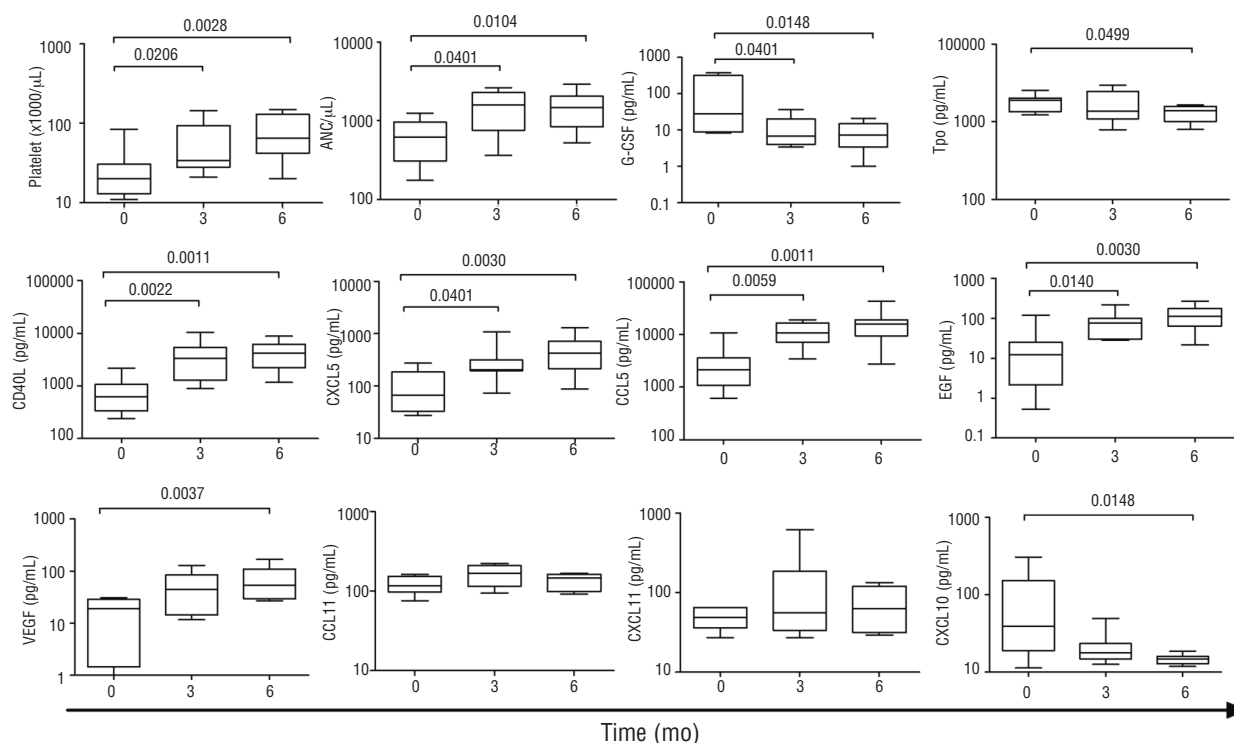 0.0028
0.0206
Platelet (x1000/μL)
1000
100
10
0 3 6
0.0104
0.0401
ANC/μL
10000
1000
100
0 3 6
0.0148
0.0401
G-CSF (pg/mL)
1000
100
10
1
0.1
0 3 6
0.0499
Tpo (pg/mL)
100000
1000
100
0 3 6
0.0011
0.0022
CD40L (pg/mL)
100000
10000
1000
100
0 3 6
0.0030
0.0401
CXCL5 (pg/mL)
10000
1000
100
10
0 3 6
0.0011
0.0059
CCL5 (pg/mL)
100000
10000
1000
100
0 3 6
0.0030
0.0140
EGF (pg/mL)
1000
100
10
1
0.1
0 3 6
0.0037
VEGF (pg/mL)
1000
100
10
1
0 3 6
CCL11 (pg/mL)
1000
100
10
0 3 6
CXCL11 (pg/mL)
1000
100
10
0 3 6
0.0148
CXCL10 (pg/mL)
1000
100
10
0 3 6
Time (mo)